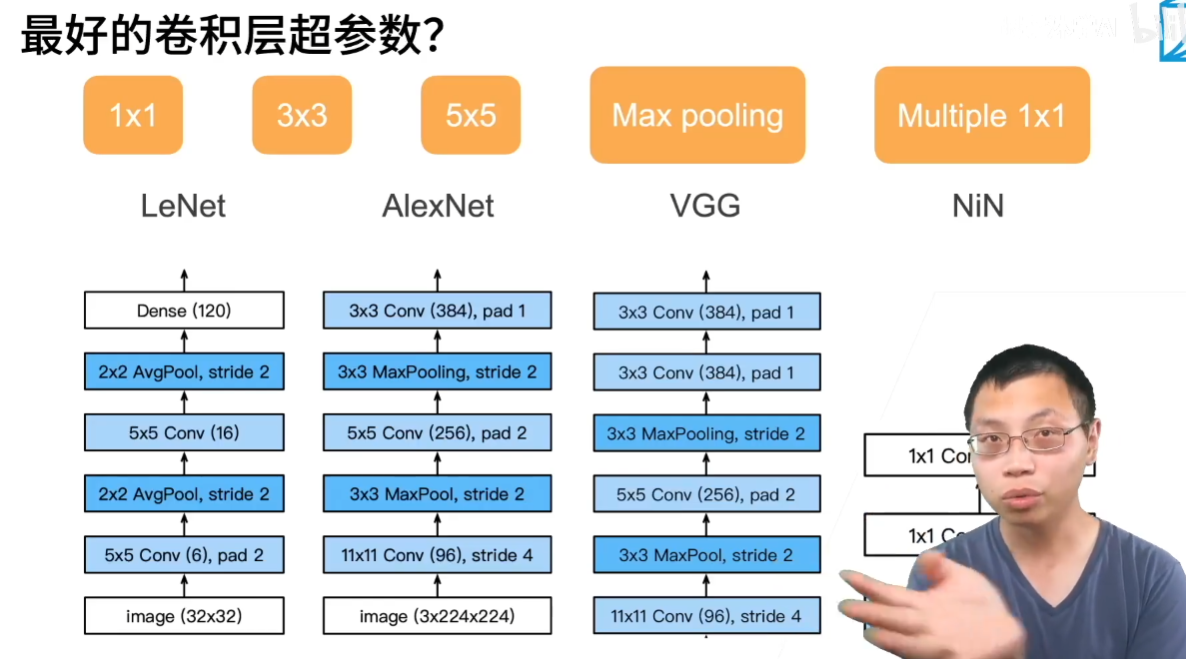 最好的卷积层超参数？
1x1
3x3
5x5
Max pooling
Multiple 1x1
LeNet
AlexNet
VGG
NiN
Dense (120)
2x2 AvgPool, stride 2
5x5 Conv (16)
2x2 AvgPool, stride 2
5x5 Conv (6), pad 2
image (32x32)
3x3 Conv (384), pad 1
3x3 MaxPooling, stride 2
5x5 Conv (256), pad 2
3x3 MaxPool, stride 2
11x11 Conv (96), stride 4
image (3x224x224)
3x3 Conv (384), pad 1
3x3 Conv (384), pad 1
3x3 MaxPooling, stride 2
5x5 Conv (256), pad 2
3x3 MaxPool, stride 2
11x11 Conv (96), stride 4
1x1
1x1